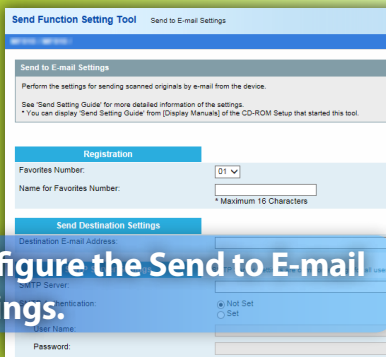 Send Function Setting Tool Send to E-mail Settings
Send to E-mail Settings
Perform the settings for sending scanned originals by e-mail from the device.
See 'Send Setting Guide' for more detailed information of the settings.
* You can display 'Send Setting Guide' from [Display Manuals] of the CD-ROM Setup that started this tool.
Registration
Favorites Number: 01
Name for Favorites Number:
* Maximum 16 Characters
Send Destination Settings
Destination E-mail Address:
figure the Send to E-mail
SMTP Server:
Authentication: Not Set
Set
ings.
User Name:
Password: